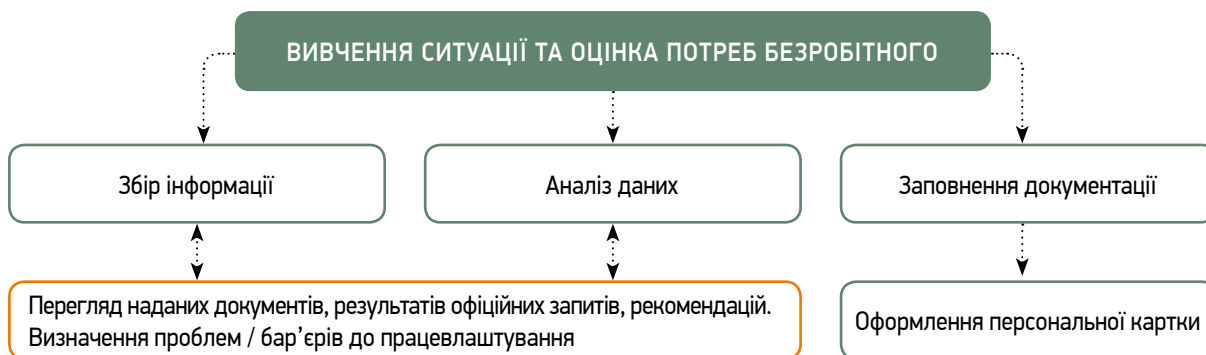 ВИВЧЕННЯ СИТУАЦІЇ ТА ОЦІНКА ПОТРЕБ БЕЗРОБІТНОГО
Збір інформації
Аналіз даних
Заповнення документації
Перегляд наданих документів, результатів офіційних запитів, рекомендацій.
Визначення проблем / бар’єрів до працевлаштування
Оформлення персональної картки